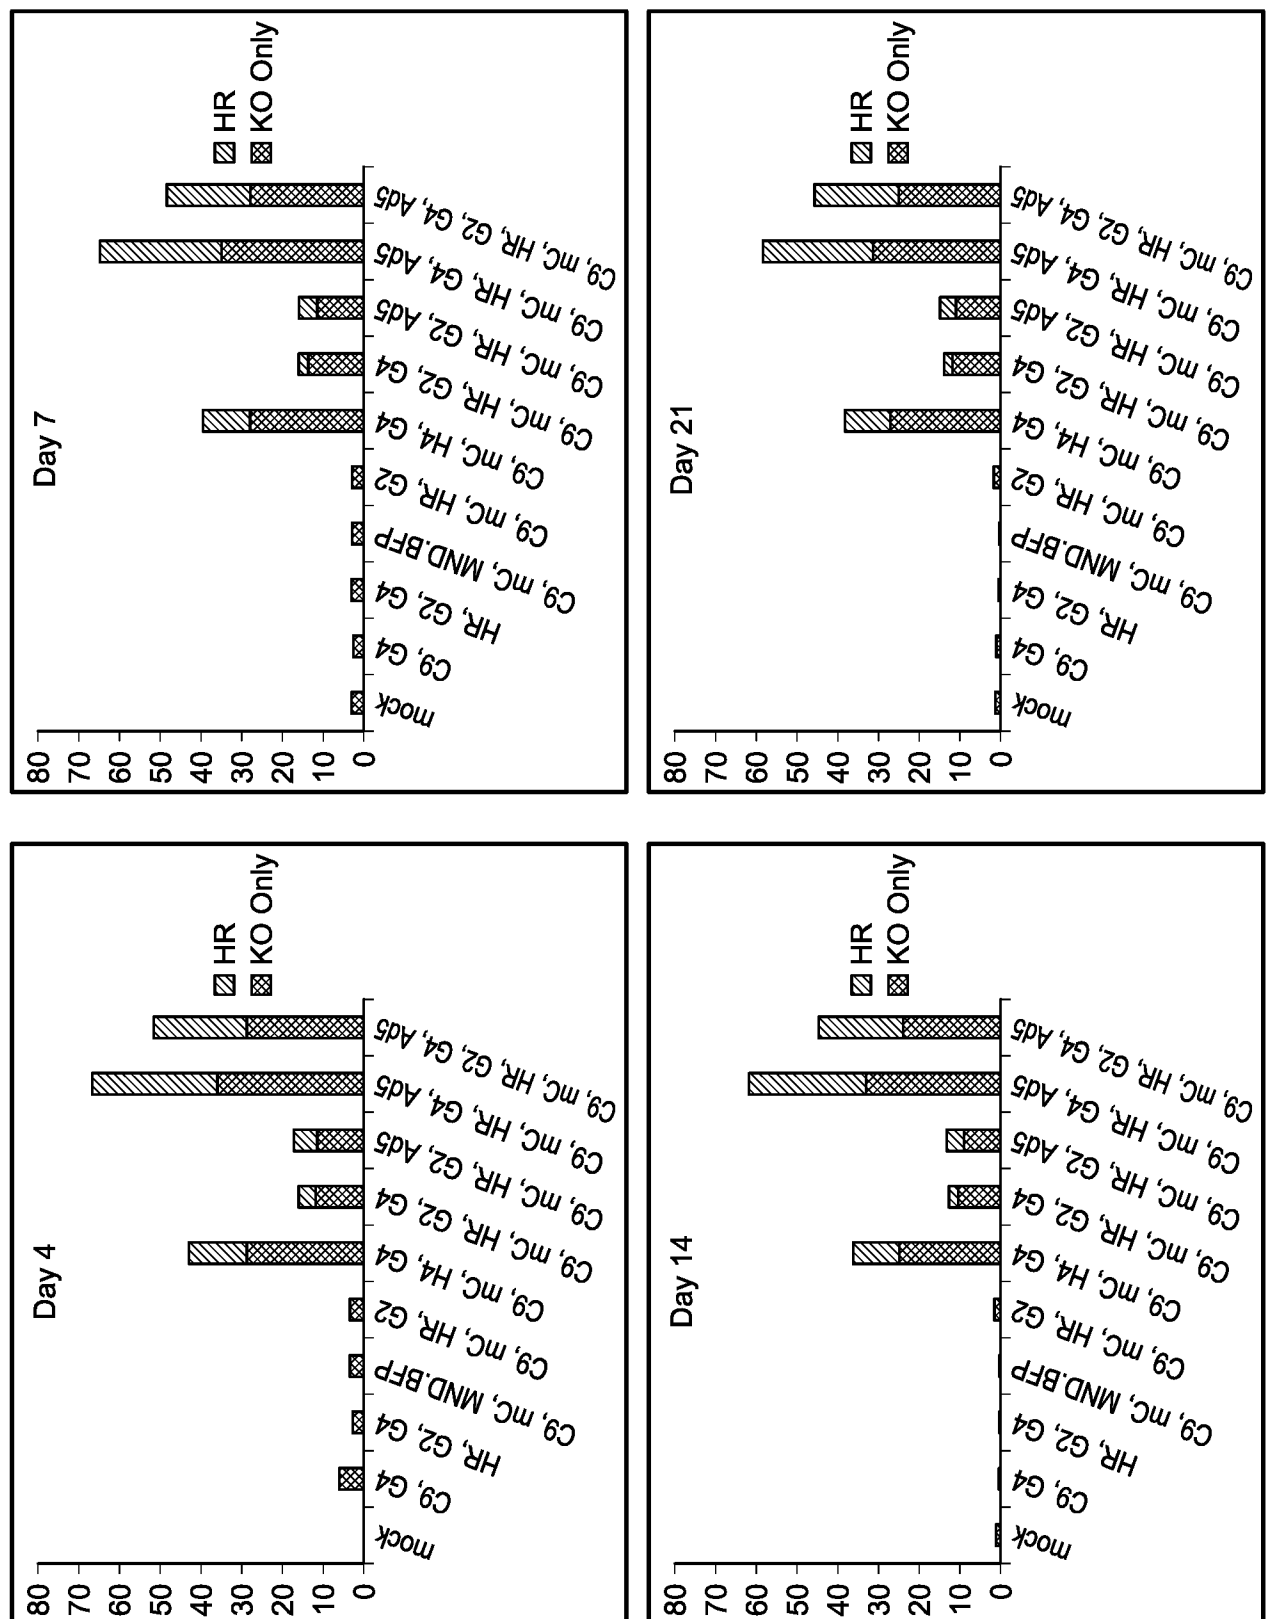 Day 4
80
70
60
50
40
30
20
10
0
mock
C9, G4
HR, G2, G4
C9, mC, MND.BFP
C9, mC, HR, G2
C9, mC, H4, G4
C9, mC, HR, G2, G4
C9, mC, HR, G2, Ad5
C9, mC, HR, G4, Ad5
C9, mC, HR, G2, G4, Ad5
HR
KO Only
Day 7
80
70
60
50
40
30
20
10
0
mock
C9, G4
HR, G2, G4
C9, mC, MND.BFP
C9, mC, HR, G2
C9, mC, H4, G4
C9, mC, HR, G2, G4
C9, mC, HR, G2, Ad5
C9, mC, HR, G4, Ad5
C9, mC, HR, G2, G4, Ad5
HR
KO Only
Day 14
80
70
60
50
40
30
20
10
0
mock
C9, G4
HR, G2, G4
C9, mC, MND.BFP
C9, mC, HR, G2
C9, mC, H4, G4
C9, mC, HR, G2, G4
C9, mC, HR, G2, Ad5
C9, mC, HR, G4, Ad5
C9, mC, HR, G2, G4, Ad5
HR
KO Only
Day 21
80
70
60
50
40
30
20
10
0
mock
C9, G4
HR, G2, G4
C9, mC, MND.BFP
C9, mC, HR, G2
C9, mC, H4, G4
C9, mC, HR, G2, G4
C9, mC, HR, G2, Ad5
C9, mC, HR, G4, Ad5
C9, mC, HR, G2, G4, Ad5
HR
KO Only